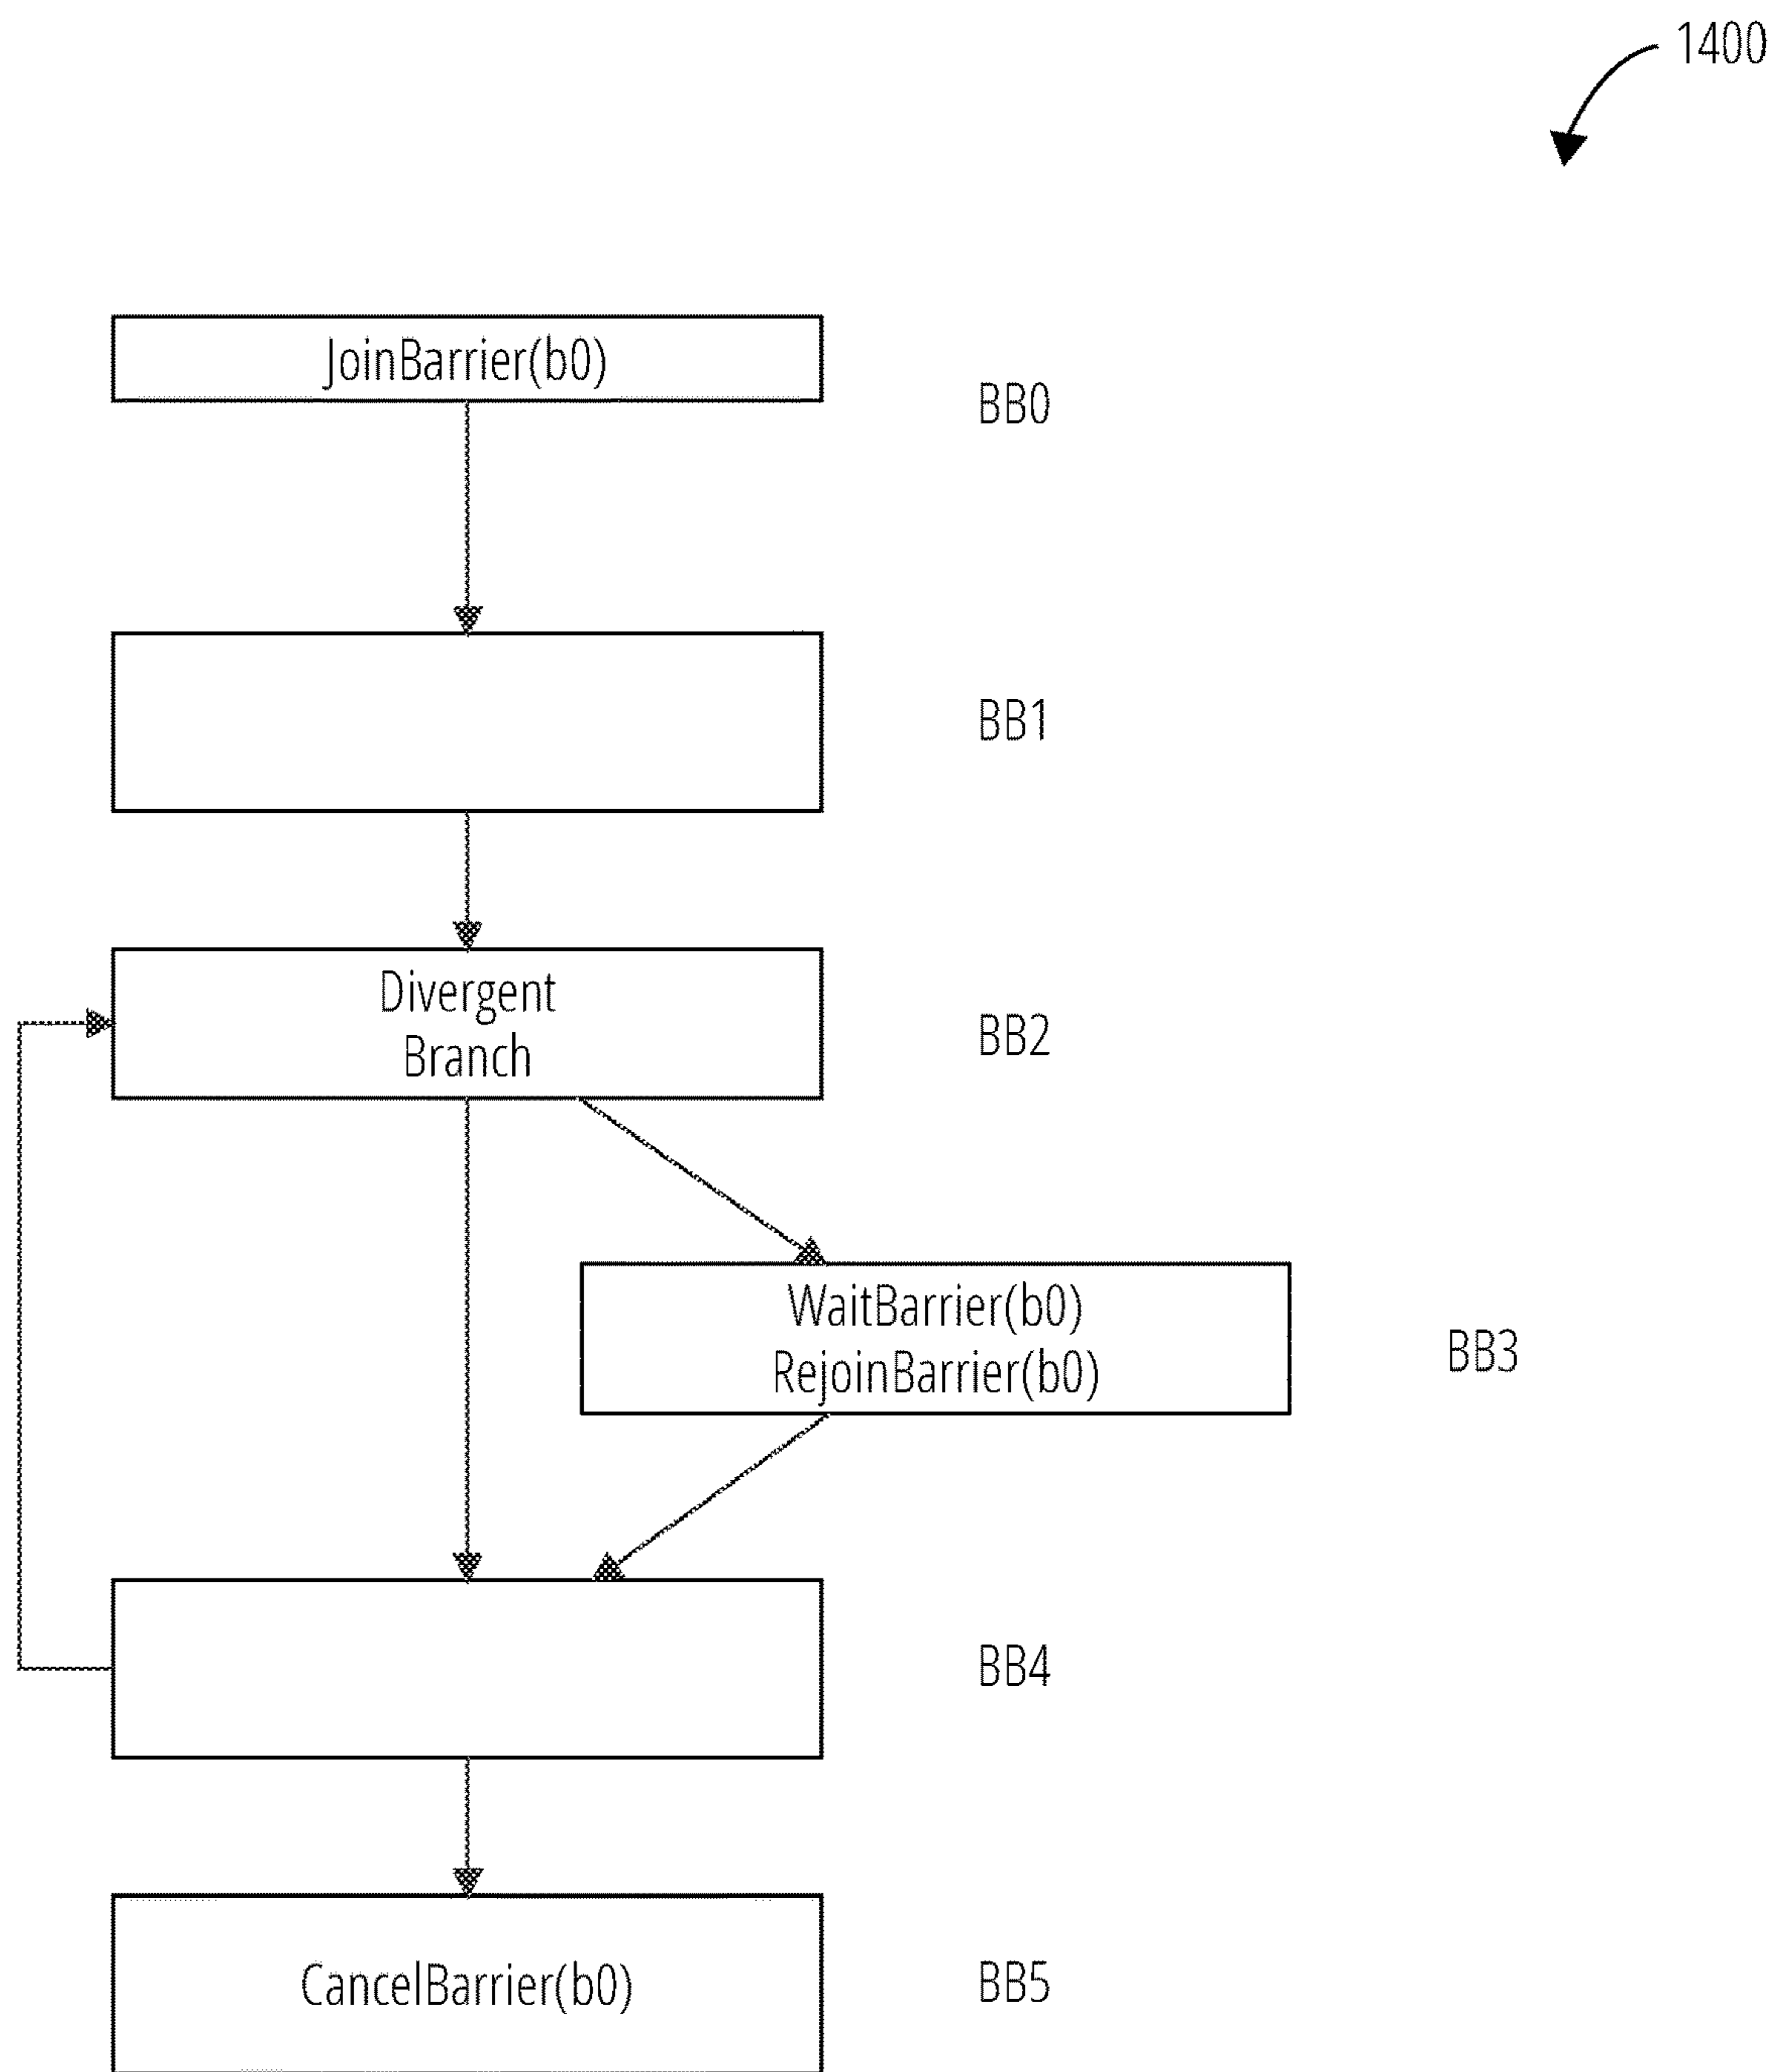 1400
JoinBarrier(b0)
BB0
BB1
Divergent
Branch
BB2
WaitBarrier(b0)
RejoinBarrier(b0)
BB3
BB4
CancelBarrier(b0)
BB5